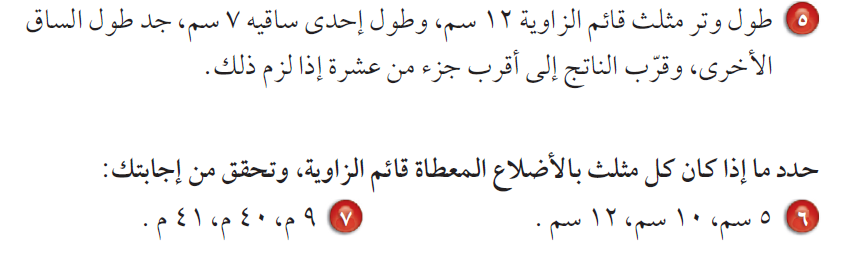 ٥ طول وتر مثلث قائم الزاوية ١٢ سم، وطول إحدى ساقيه ٧ سم، جد طول الساق
الأخرى، وقرّب الناتج إلى أقرب جزء من عشرة إذا لزم ذلك.
حدد ما إذا كان كل مثلث بالأضلاع المعطاة قائم الزاوية، وتحقق من إجابتك:
٦ ٥ سم، ١٠ سم، ١٢ سم . ٧ ٩ م، ٤٠ م، ٤١ م .